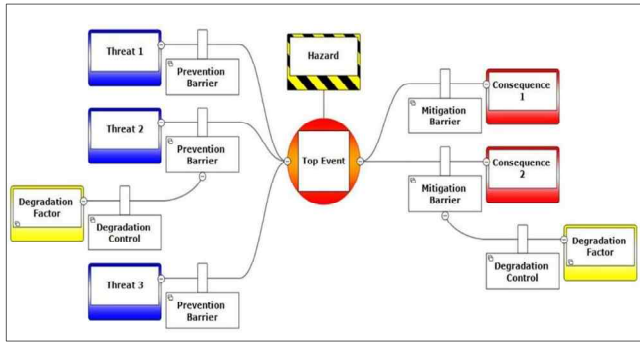 Threat 1
Prevention
Barrier
Threat 2
Prevention
Barrier
Degradation
Factor
Degradation
Control
Threat 3
Prevention
Barrier
Hazard
Top Event
Mitigation
Barrier
Consequence
1
Mitigation
Barrier
Consequence
2
Degradation
Control
Degradation
Factor